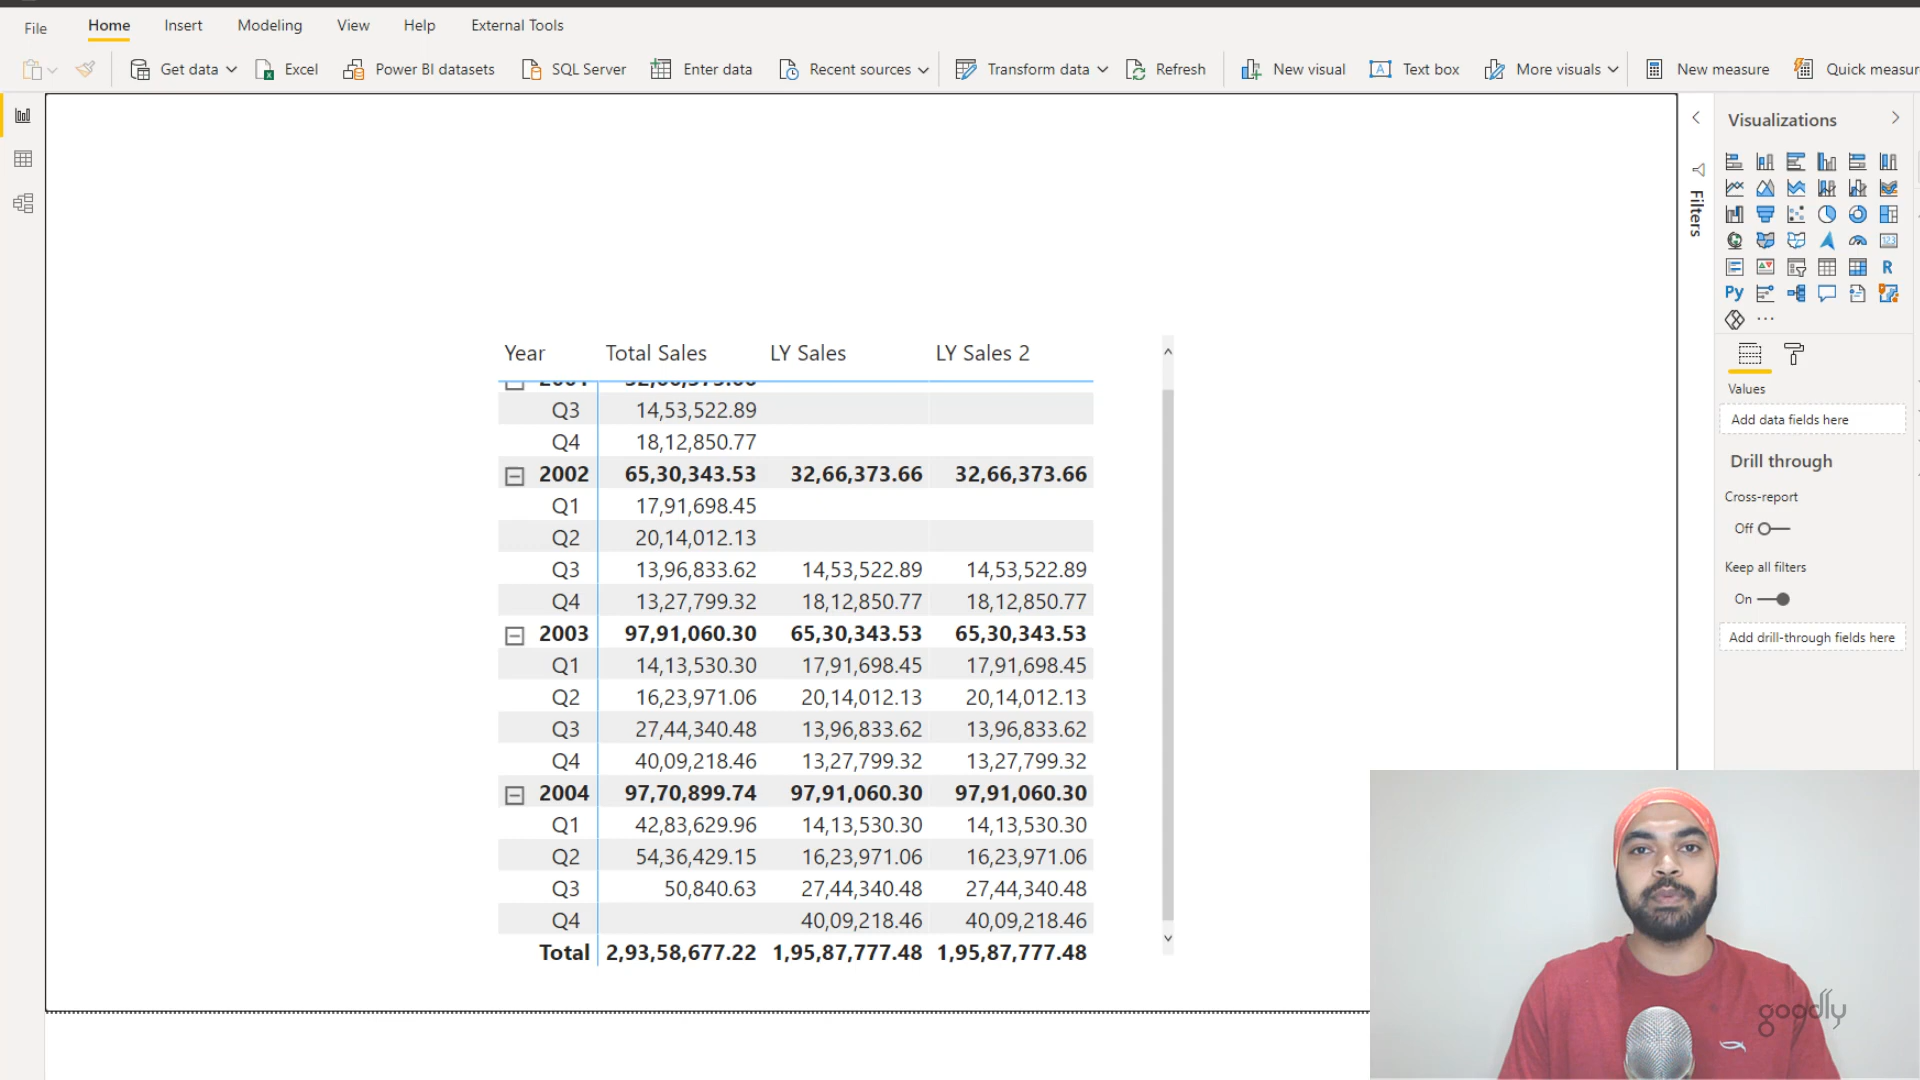 File Home Insert Modeling View Help External Tools
Get data Excel Power BI datasets SQL Server Enter data Recent sources Transform data Refresh New visual Text box More visuals New measure Quick measur
Filters
Visualizations
R
Py
Values
Add data fields here
Drill through
Cross-report
Off
Keep all filters
On
Add drill-through fields here
Year Total Sales LY Sales LY Sales 2
Q3 14,53,522.89
Q4 18,12,850.77
2002 65,30,343.53 32,66,373.66 32,66,373.66
Q1 17,91,698.45
Q2 20,14,012.13
Q3 13,96,833.62 14,53,522.89 14,53,522.89
Q4 13,27,799.32 18,12,850.77 18,12,850.77
2003 97,91,060.30 65,30,343.53 65,30,343.53
Q1 14,13,530.30 17,91,698.45 17,91,698.45
Q2 16,23,971.06 20,14,012.13 20,14,012.13
Q3 27,44,340.48 13,96,833.62 13,96,833.62
Q4 40,09,218.46 13,27,799.32 13,27,799.32
2004 97,70,899.74 97,91,060.30 97,91,060.30
Q1 42,83,629.96 14,13,530.30 14,13,530.30
Q2 54,36,429.15 16,23,971.06 16,23,971.06
Q3 50,840.63 27,44,340.48 27,44,340.48
Q4 40,09,218.46 40,09,218.46
Total 2,93,58,677.22 1,95,87,777.48 1,95,87,777.48
goodly